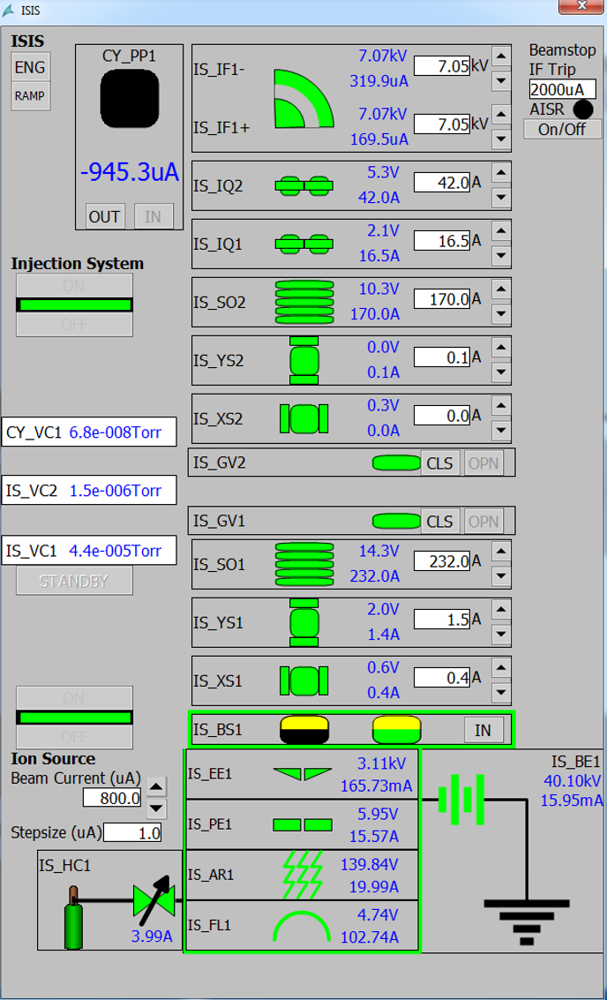 ISIS
ISIS
ENG
RAMP
CY_PP1
-945.3uA
OUT IN
IS_IF1- 7.07kV 7.05 kV
319.9uA
IS_IF1+ 7.07kV 7.05 kV
169.5uA
Beamstop
IF Trip
2000uA
AISR
On/Off
IS_IQ2 5.3V 42.0 A
42.0A
IS_IQ1 2.1V 16.5 A
16.5A
Injection System
ON
OFF
IS_SO2 10.3V 170.0 A
170.0A
IS_YS2 0.0V 0.1 A
0.1A
IS_XS2 0.3V 0.0 A
0.0A
CY_VC1 6.8e-008Torr
IS_GV2 CLS OPN
IS_VC2 1.5e-006Torr
IS_GV1 CLS OPN
IS_VC1 4.4e-005Torr
STANDBY
IS_SO1 14.3V 232.0 A
232.0A
IS_YS1 2.0V 1.5 A
1.4A
IS_XS1 0.6V 0.4 A
0.4A
ON
OFF
IS_BS1 IN
Ion Source
Beam Current (uA)
800.0
Stepsize (uA) 1.0
IS_EE1 3.11kV
165.73mA
IS_PE1 5.95V
15.57A
IS_AR1 139.84V
19.99A
IS_FL1 4.74V
102.74A
IS_BE1
40.10kV
15.95mA
IS_HC1
3.99A